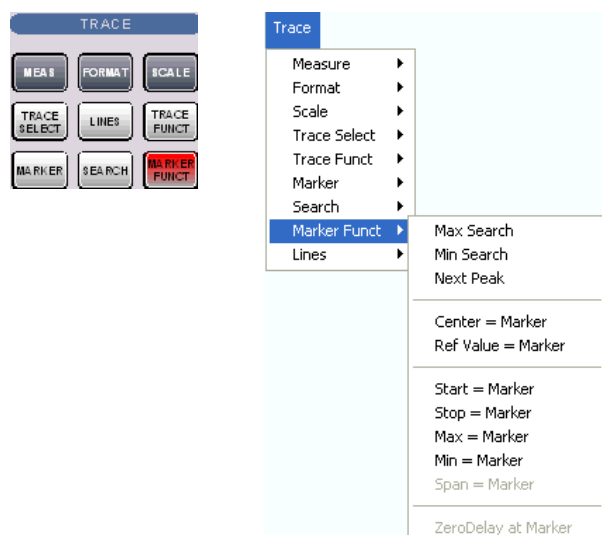 TRACE
MEAS FORMAT SCALE
TRACE SELECT LINES TRACE FUNCT
MARKER SEARCH MARKER FUNCT
Trace
Measure
Format
Scale
Trace Select
Trace Funct
Marker
Search
Marker Funct
Lines
Max Search
Min Search
Next Peak
Center = Marker
Ref Value = Marker
Start = Marker
Stop = Marker
Max = Marker
Min = Marker
Span = Marker
ZeroDelay at Marker